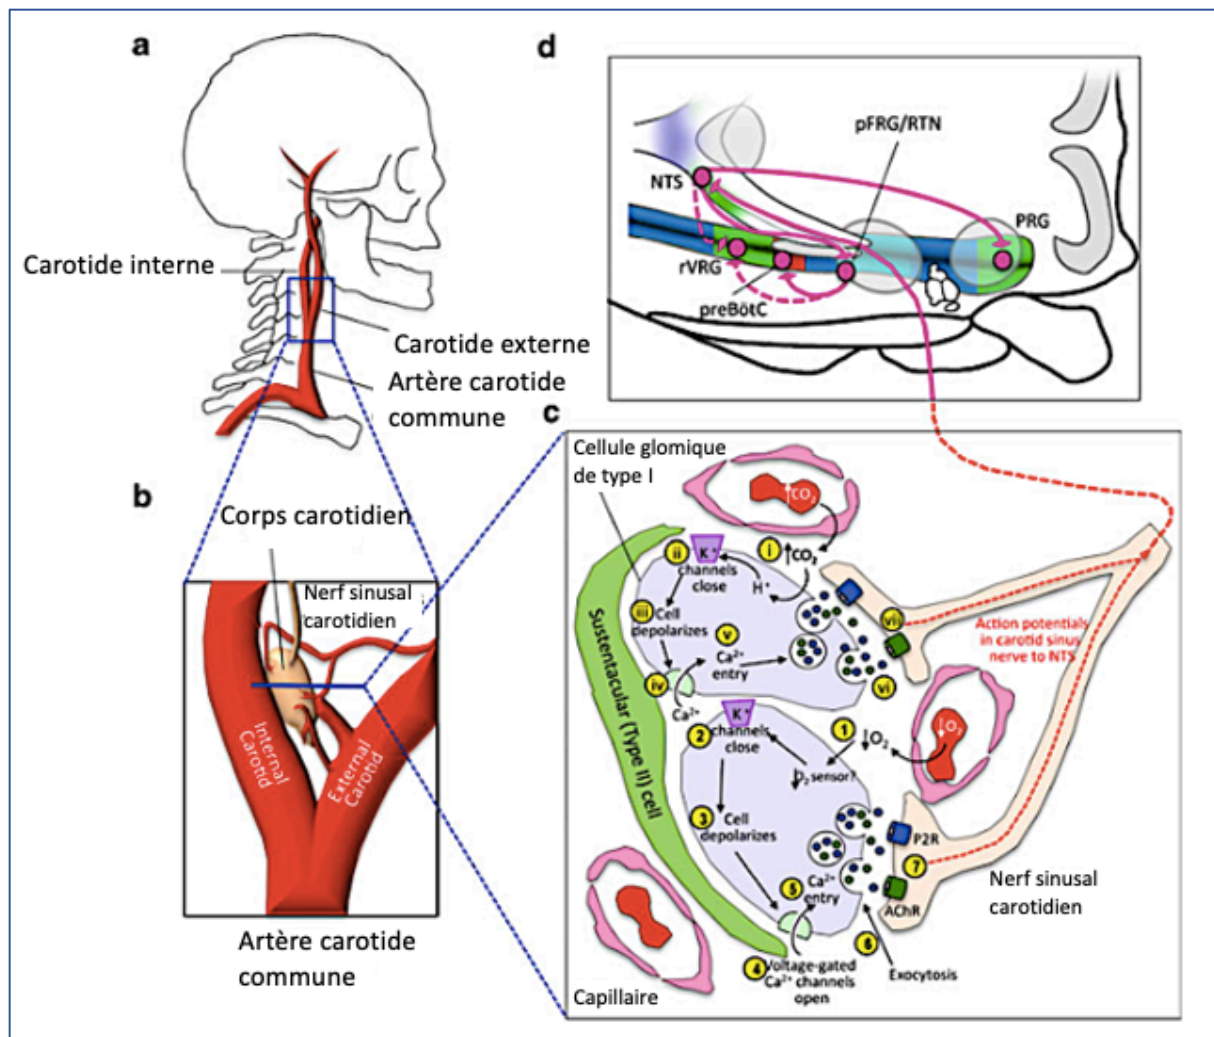 a
Carotide interne
Carotide externe
Artère carotide
commune
b
Corps carotidien
Nerf sinusal
carotidien
Internal
Carotid
External
Carotid
Artère carotide
commune
d
pFRG/RTN
NTS
PRG
rVRG
preBötC
c
Cellule glomique
de type I
↑CO2
i
↑CO2
H+
ii
K+
channels
close
iii
Cell
depolarizes
iv
Ca2+
v
Ca2+
entry
vi
vii
Action potentials
in carotid sinus
nerve to NTS
Sustentacular (Type II) cell
↓O2
1
↓O2
sensor?
2
K+
channels
close
3
Cell
depolarizes
4
Voltage-gated
Ca2+ channels
open
5
Ca2+
entry
6
Exocytosis
P2R
7
AChR
Nerf sinusal
carotidien
Capillaire